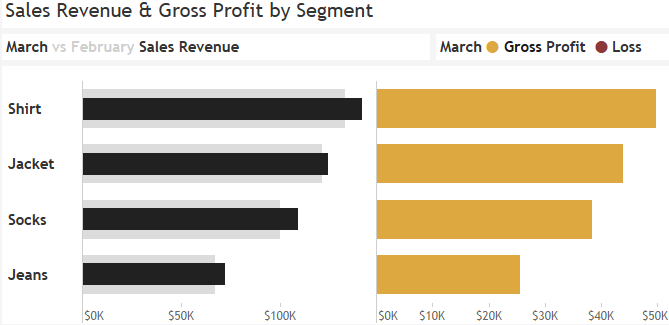 Sales Revenue & Gross Profit by Segment
March vs February Sales Revenue
March Gross Profit Loss
Shirt
Jacket
Socks
Jeans
$0K $50K $100K
$0K $10K $20K $30K $40K $50K